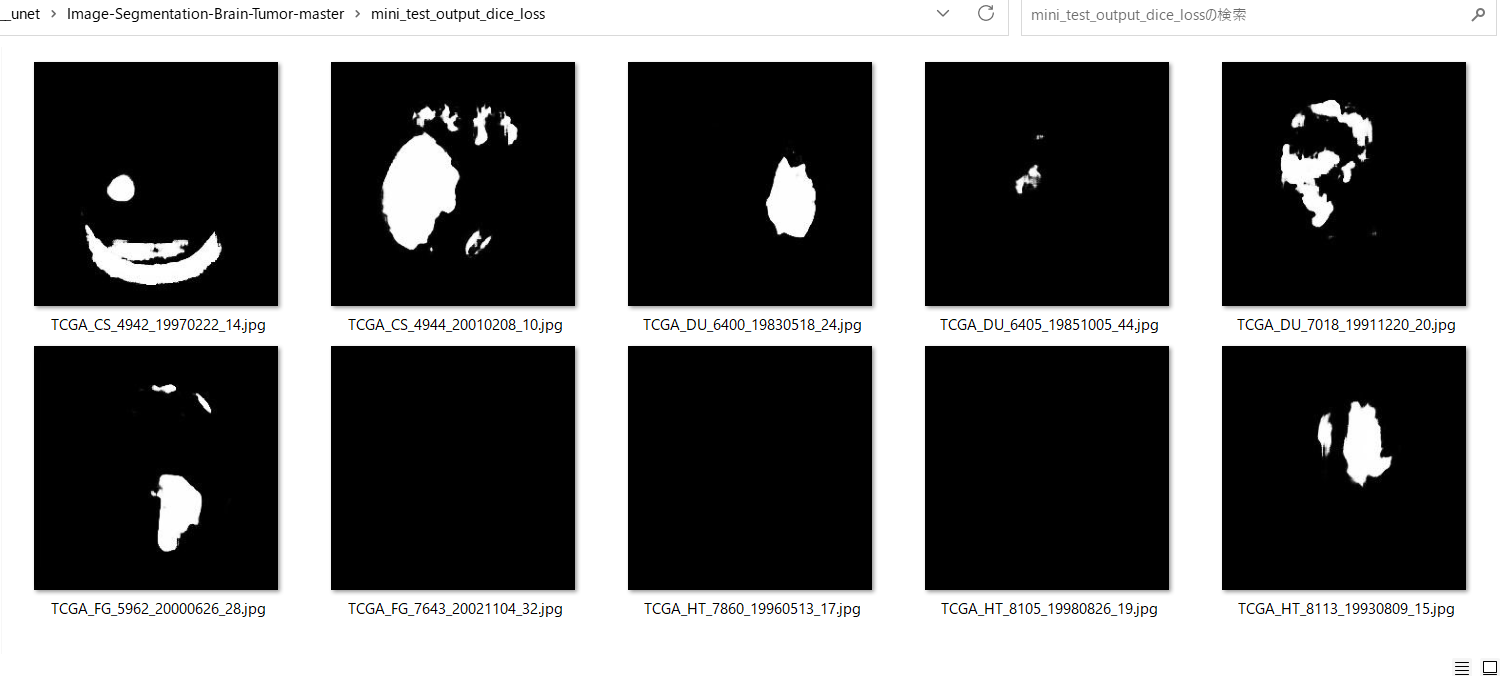 __unet > Image-Segmentation-Brain-Tumor-master > mini_test_output_dice_loss
mini_test_output_dice_lossの検索
TCGA_CS_4942_19970222_14.jpg
TCGA_CS_4944_20010208_10.jpg
TCGA_DU_6400_19830518_24.jpg
TCGA_DU_6405_19851005_44.jpg
TCGA_DU_7018_19911220_20.jpg
TCGA_FG_5962_20000626_28.jpg
TCGA_FG_7643_20021104_32.jpg
TCGA_HT_7860_19960513_17.jpg
TCGA_HT_8105_19980826_19.jpg
TCGA_HT_8113_19930809_15.jpg